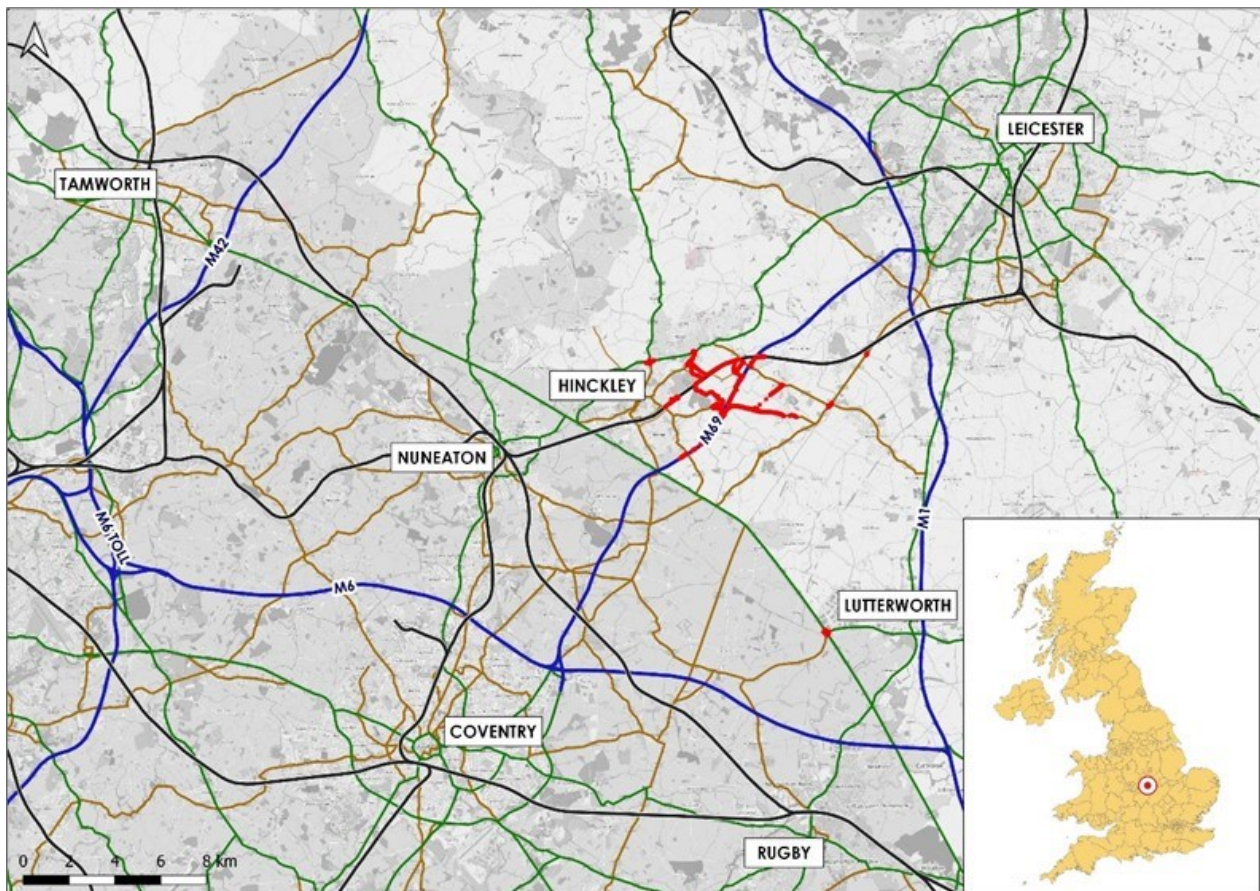 LEICESTER
TAMWORTH
M42
HINCKLEY
M69
NUNEATON
M6 TOLL
M1
M6
LUTTERWORTH
COVENTRY
RUGBY
0 2 4 6 8 km